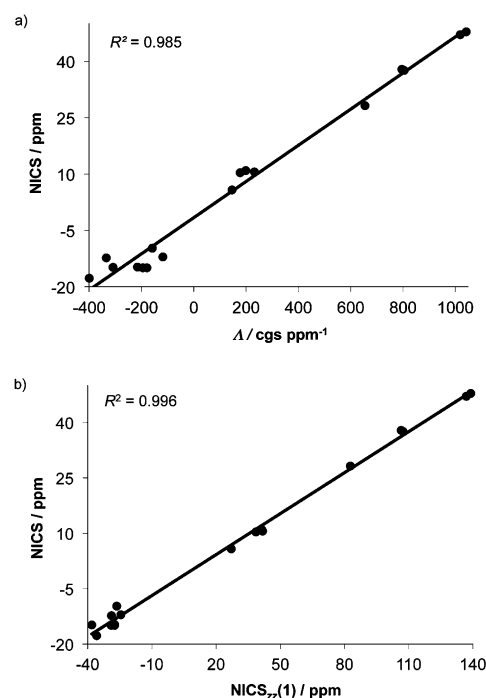 a)
R² = 0.985
40
25
10
-5
-20
NICS / ppm
-400 -200 0 200 400 600 800 1000
Λ / cgs ppm⁻¹
b)
R² = 0.996
40
25
10
-5
-20
NICS / ppm
-40 -10 20 50 80 110 140
NICSzz(1) / ppm